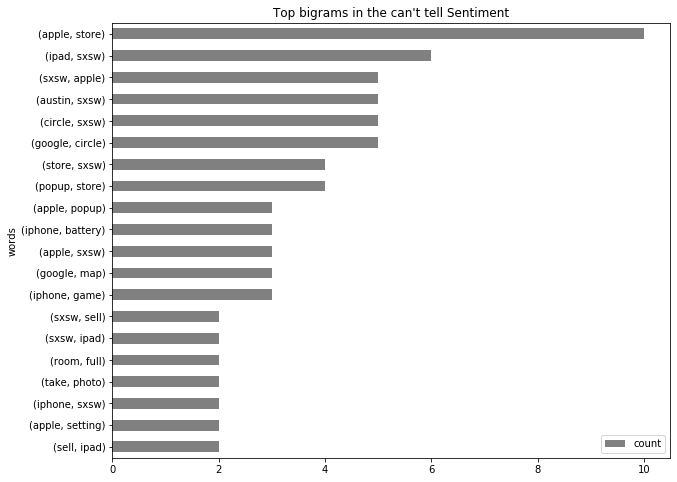 Top bigrams in the can't tell Sentiment
words
(apple, store)
(ipad, sxsw)
(sxsw, apple)
(austin, sxsw)
(circle, sxsw)
(google, circle)
(store, sxsw)
(popup, store)
(apple, popup)
(iphone, battery)
(apple, sxsw)
(google, map)
(iphone, game)
(sxsw, sell)
(sxsw, ipad)
(room, full)
(take, photo)
(iphone, sxsw)
(apple, setting)
(sell, ipad)
count
0 2 4 6 8 10